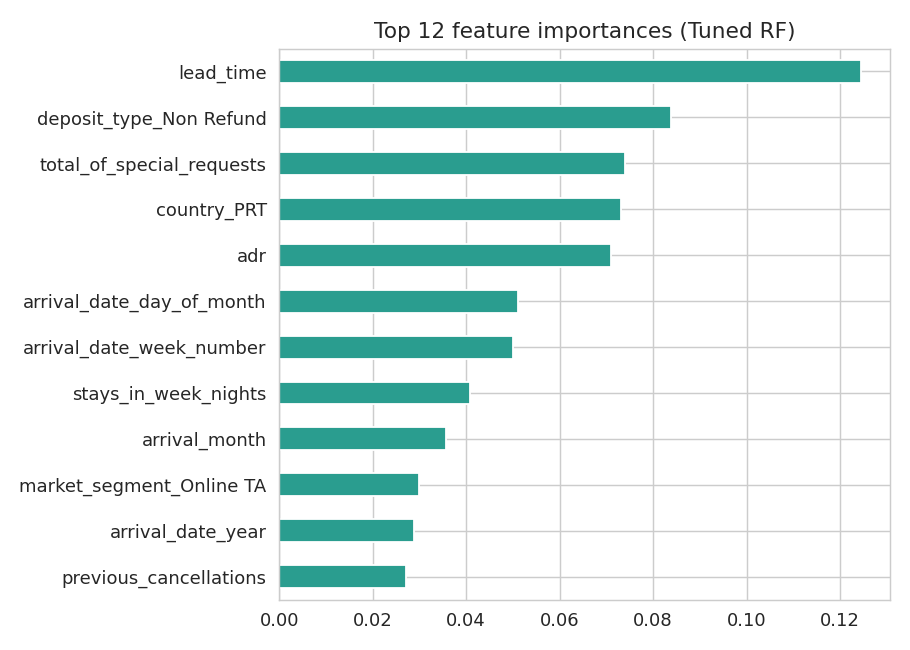 Top 12 feature importances (Tuned RF)
lead_time
deposit_type_Non Refund
total_of_special_requests
country_PRT
adr
arrival_date_day_of_month
arrival_date_week_number
stays_in_week_nights
arrival_month
market_segment_Online TA
arrival_date_year
previous_cancellations
0.00 0.02 0.04 0.06 0.08 0.10 0.12